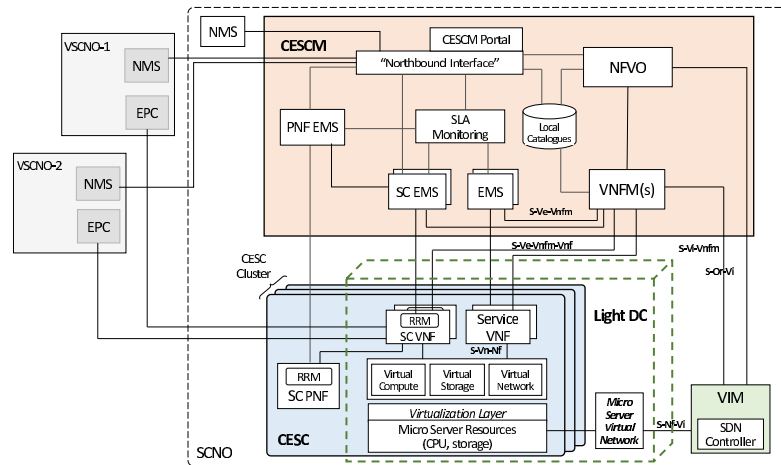 VSCNO-1
NMS
EPC
VSCNO-2
NMS
EPC
NMS
CESCM
CESCM Portal
"Northbound Interface"
NFVO
PNF EMS
SLA
Monitoring
Local
Catalogues
SC EMS
EMS
VNFM(s)
S-Ve-Vnfm
S-Ve-Vnfm-Vnf
S-Vi-Vnfm
S-Or-Vi
CESC
Cluster
Light DC
RRM
SC VNF
Service
VNF
S-Vn-Nf
RRM
SC PNF
Virtual
Compute
Virtual
Storage
Virtual
Network
Virtualization Layer
Micro Server Resources
(CPU, storage)
CESC
Micro
Server
Virtual
Network
S-Nf-Vi
VIM
SDN
Controller
SCNO